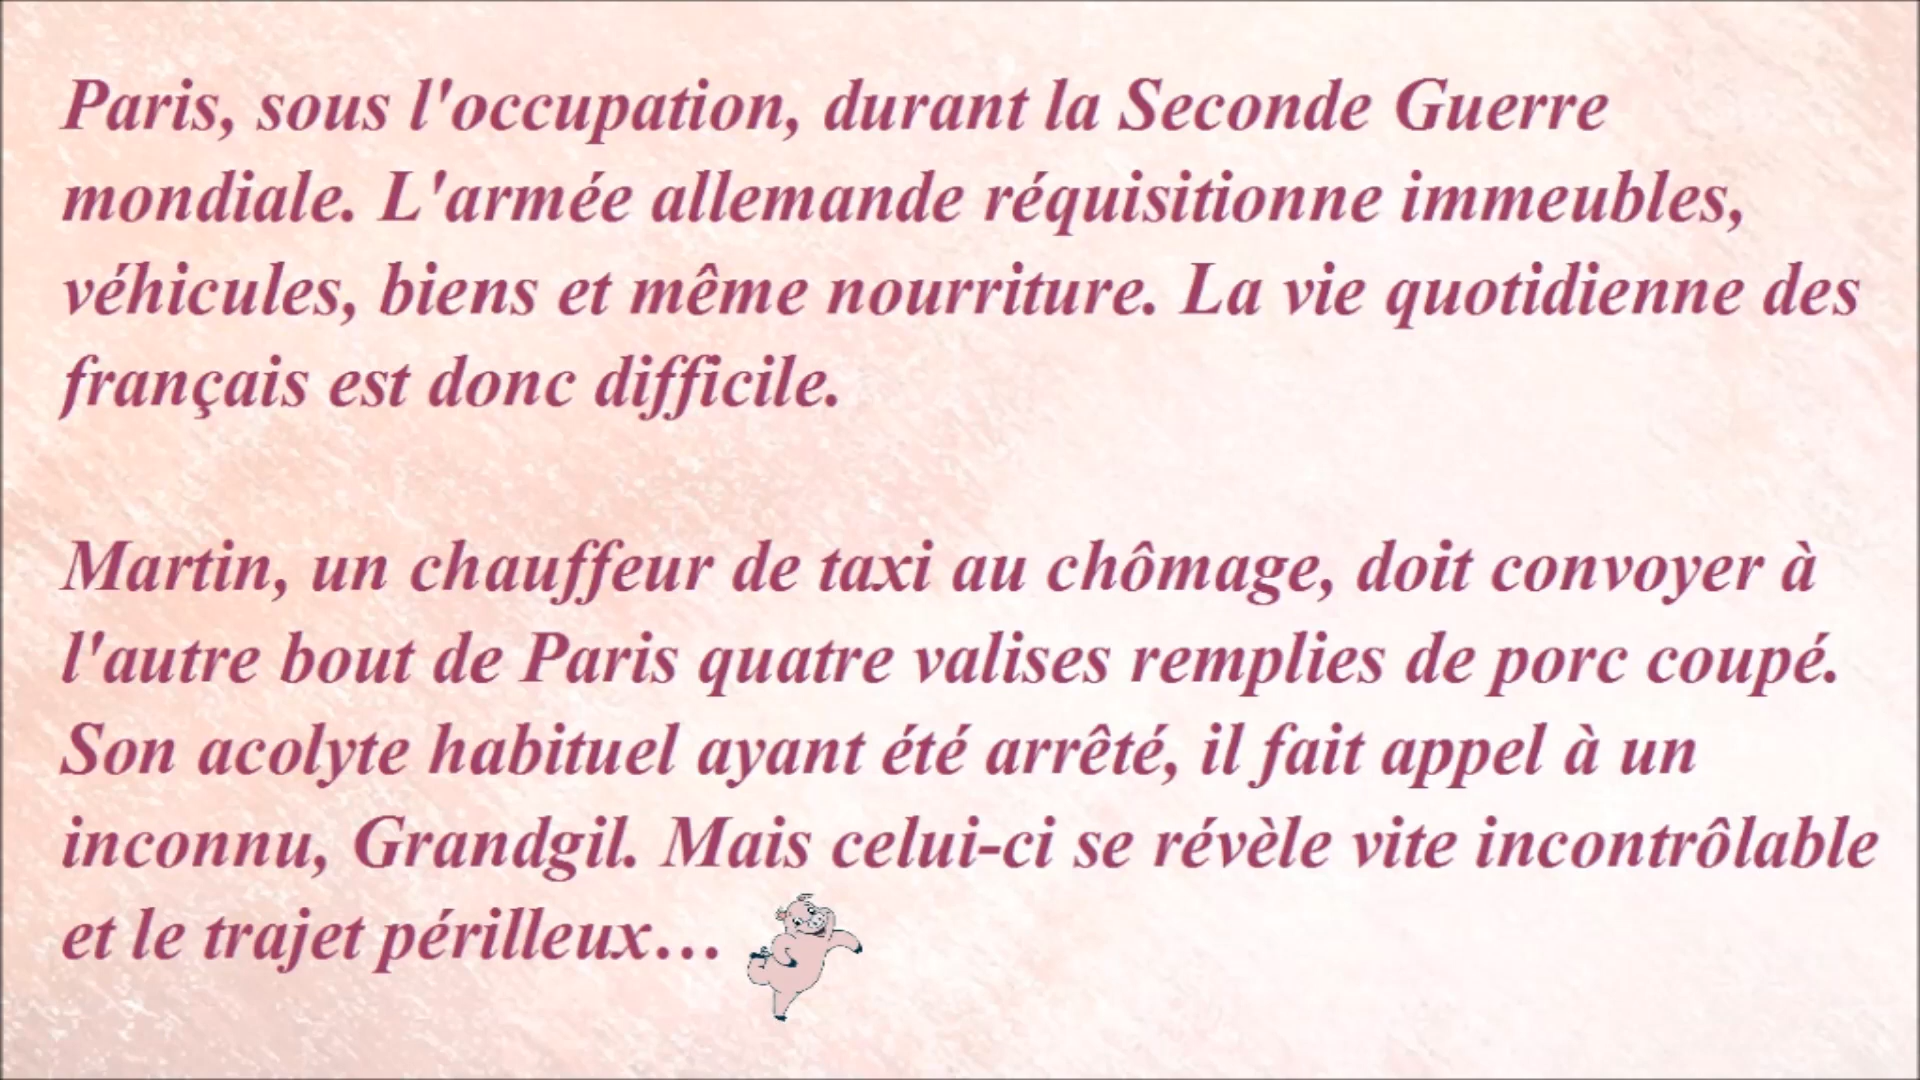 Paris, sous l'occupation, durant la Seconde Guerre
mondiale. L'armée allemande réquisitionne immeubles,
véhicules, biens et même nourriture. La vie quotidienne des
français est donc difficile.
Martin, un chauffeur de taxi au chômage, doit convoyer à
l'autre bout de Paris quatre valises remplies de porc coupé.
Son acolyte habituel ayant été arrêté, il fait appel à un
inconnu, Grandgil. Mais celui-ci se révèle vite incontrôlable
et le trajet périlleux…